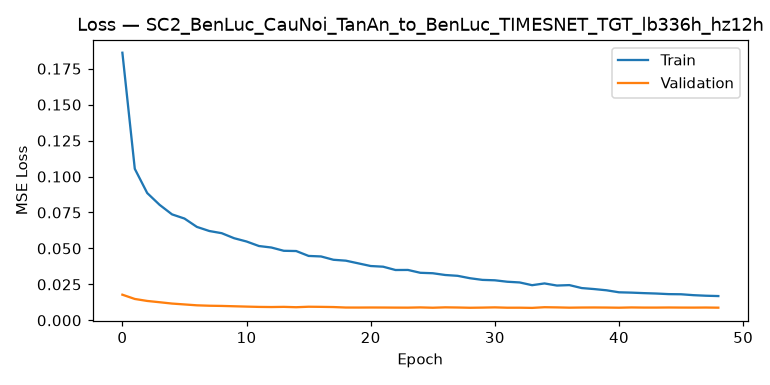 Loss — SC2_BenLuc_CauNoi_TanAn_to_BenLuc_TIMESNET_TGT_lb336h_hz12h
Train
Validation
MSE Loss
0.175
0.150
0.125
0.100
0.075
0.050
0.025
0.000
0 10 20 30 40 50
Epoch